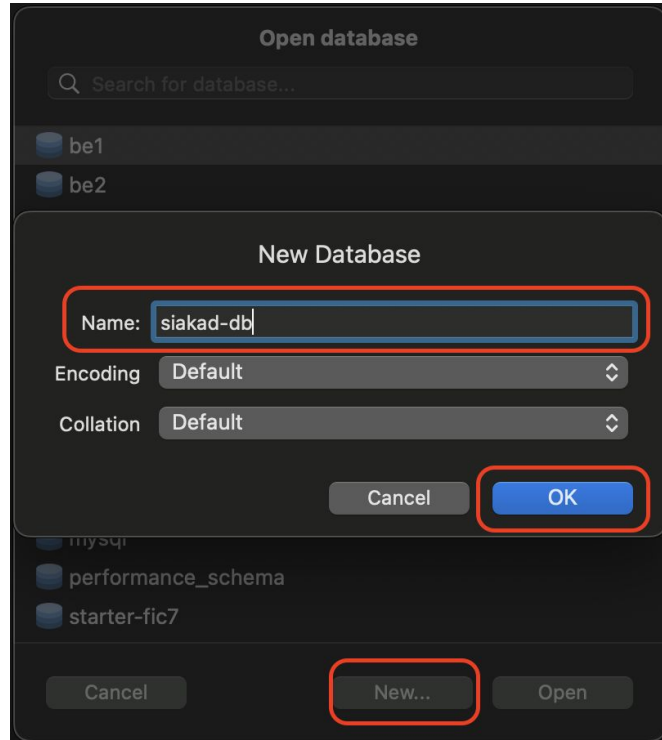 Open database
Search for database...
be1
be2
New Database
Name: siakad-db
Encoding Default
Collation Default
Cancel OK
mysql
performance_schema
starter-fic7
Cancel New... Open